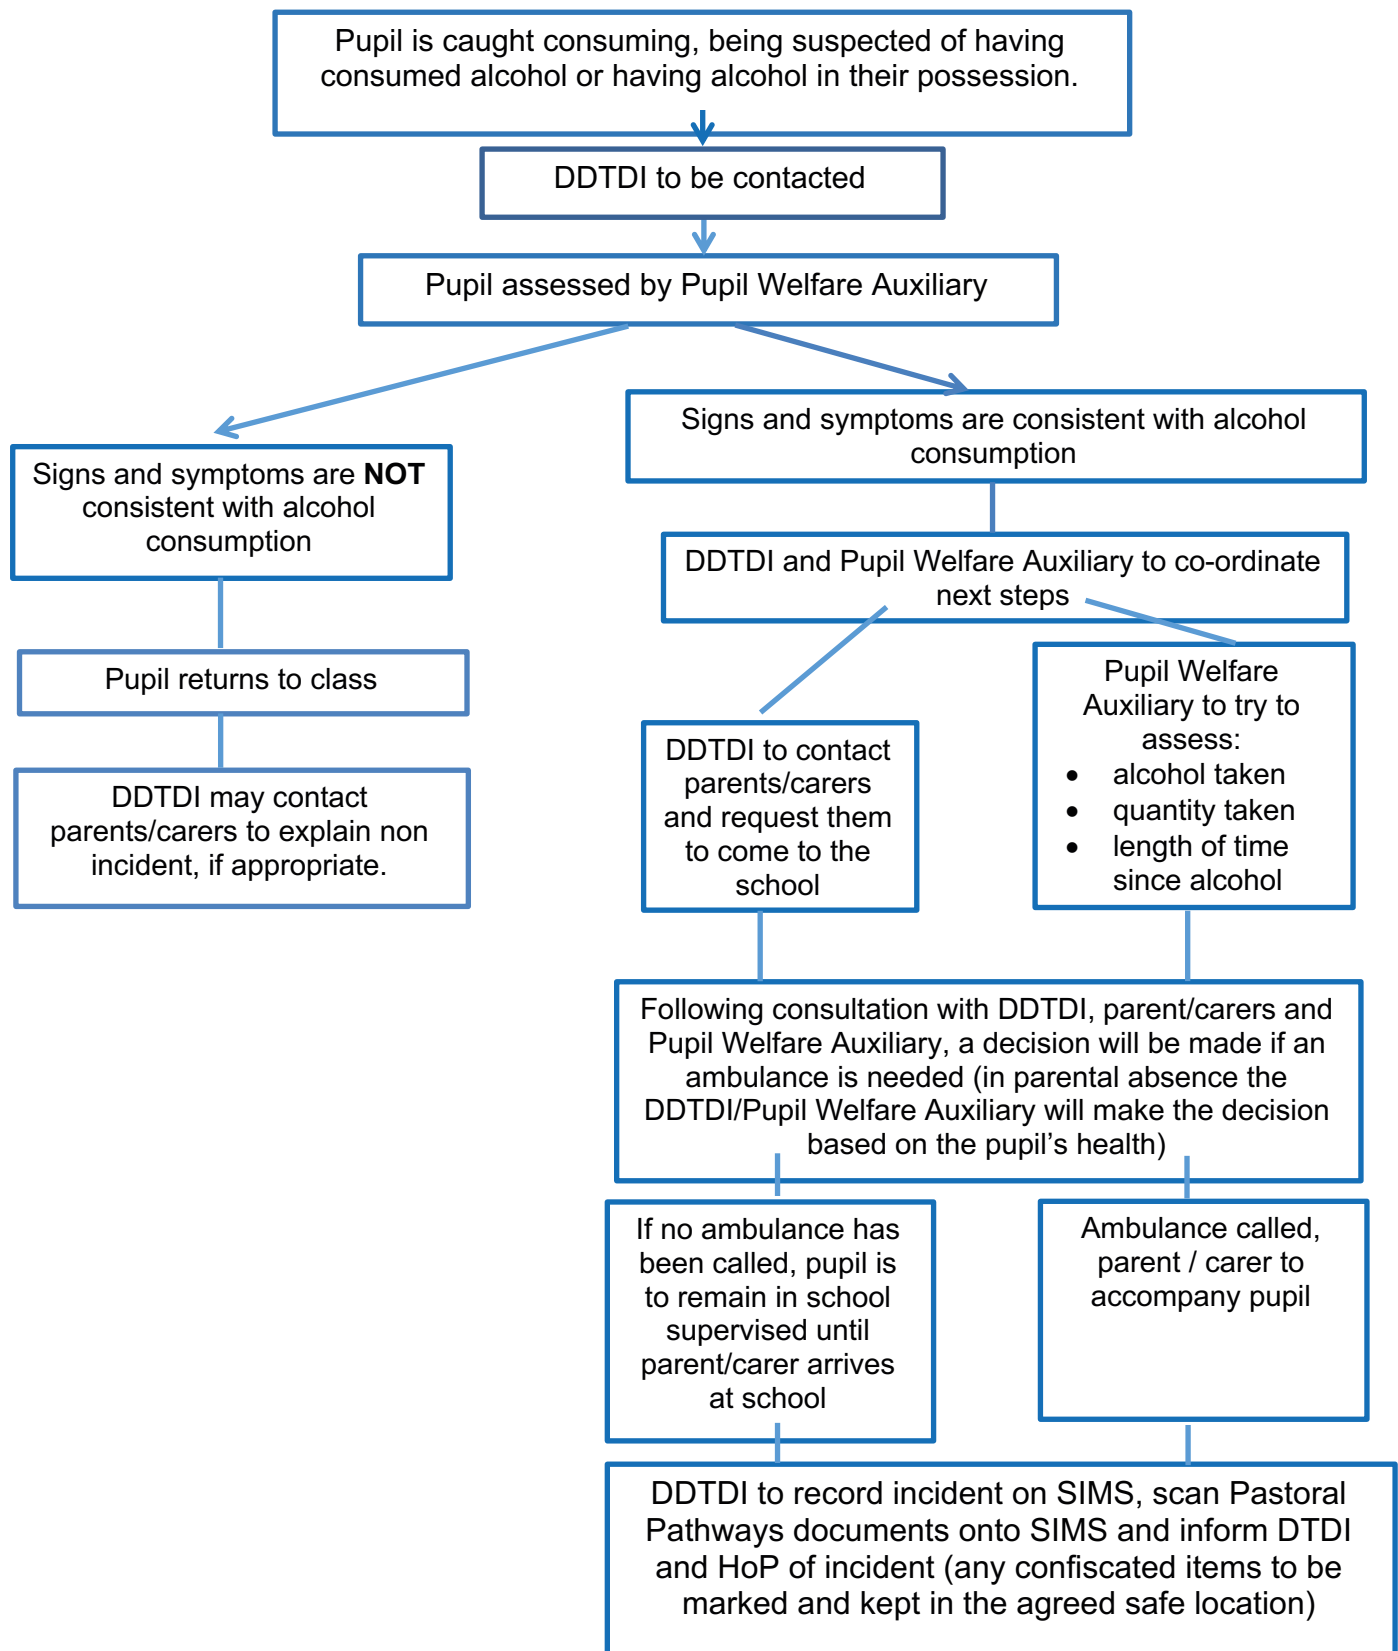 Pupil is caught consuming, being suspected of having
consumed alcohol or having alcohol in their possession.
DDTDI to be contacted
Pupil assessed by Pupil Welfare Auxiliary
Signs and symptoms are NOT
consistent with alcohol
consumption
Pupil returns to class
DDTDI may contact
parents/carers to explain non
incident, if appropriate.
Signs and symptoms are consistent with alcohol
consumption
DDTDI and Pupil Welfare Auxiliary to co-ordinate
next steps
DDTDI to contact
parents/carers
and request them
to come to the
school
Pupil Welfare
Auxiliary to try to
assess:
• alcohol taken
• quantity taken
• length of time
since alcohol
Following consultation with DDTDI, parent/carers and
Pupil Welfare Auxiliary, a decision will be made if an
ambulance is needed (in parental absence the
DDTDI/Pupil Welfare Auxiliary will make the decision
based on the pupil’s health)
If no ambulance has
been called, pupil is
to remain in school
supervised until
parent/carer arrives
at school
Ambulance called,
parent / carer to
accompany pupil
DDTDI to record incident on SIMS, scan Pastoral
Pathways documents onto SIMS and inform DTDI
and HoP of incident (any confiscated items to be
marked and kept in the agreed safe location)